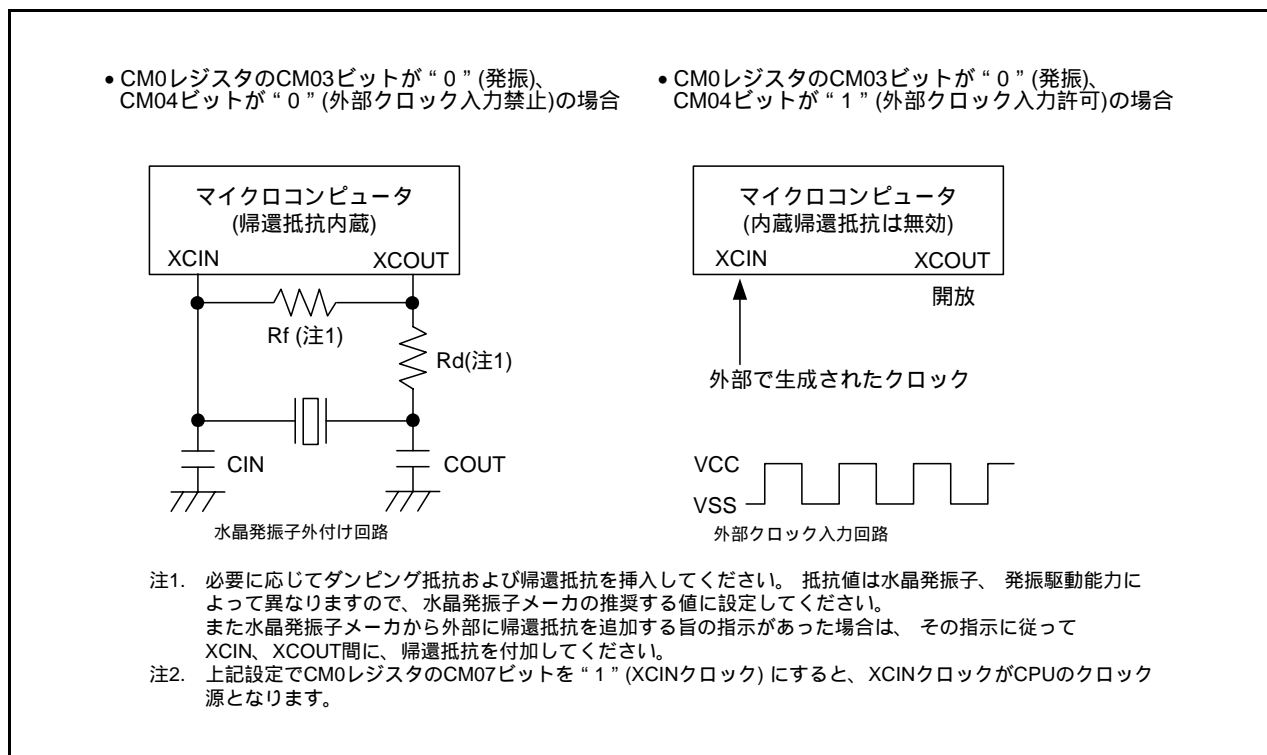 • CM0レジスタのCM03ビットが“0”(発振)、
CM04ビットが“0”(外部クロック入力禁止)の場合
マイクロコンピュータ
(帰還抵抗内蔵)
XCIN XCOUT
Rf (注1)
Rd(注1)
CIN COUT
水晶発振子外付け回路
• CM0レジスタのCM03ビットが“0”(発振)、
CM04ビットが“1”(外部クロック入力許可)の場合
マイクロコンピュータ
(内蔵帰還抵抗は無効)
XCIN XCOUT
開放
外部で生成されたクロック
VCC
VSS
外部クロック入力回路
注1. 必要に応じてダンピング抵抗および帰還抵抗を挿入してください。 抵抗値は水晶発振子、発振駆動能力に
よって異なりますので、水晶発振子メーカの推奨する値に設定してください。
また水晶発振子メーカから外部に帰還抵抗を追加する旨の指示があった場合は、その指示に従って
XCIN、XCOUT間に、帰還抵抗を付加してください。
注2. 上記設定でCM0レジスタのCM07ビットを“1”(XCINクロック) にすると、XCINクロックがCPUのクロック
源となります。